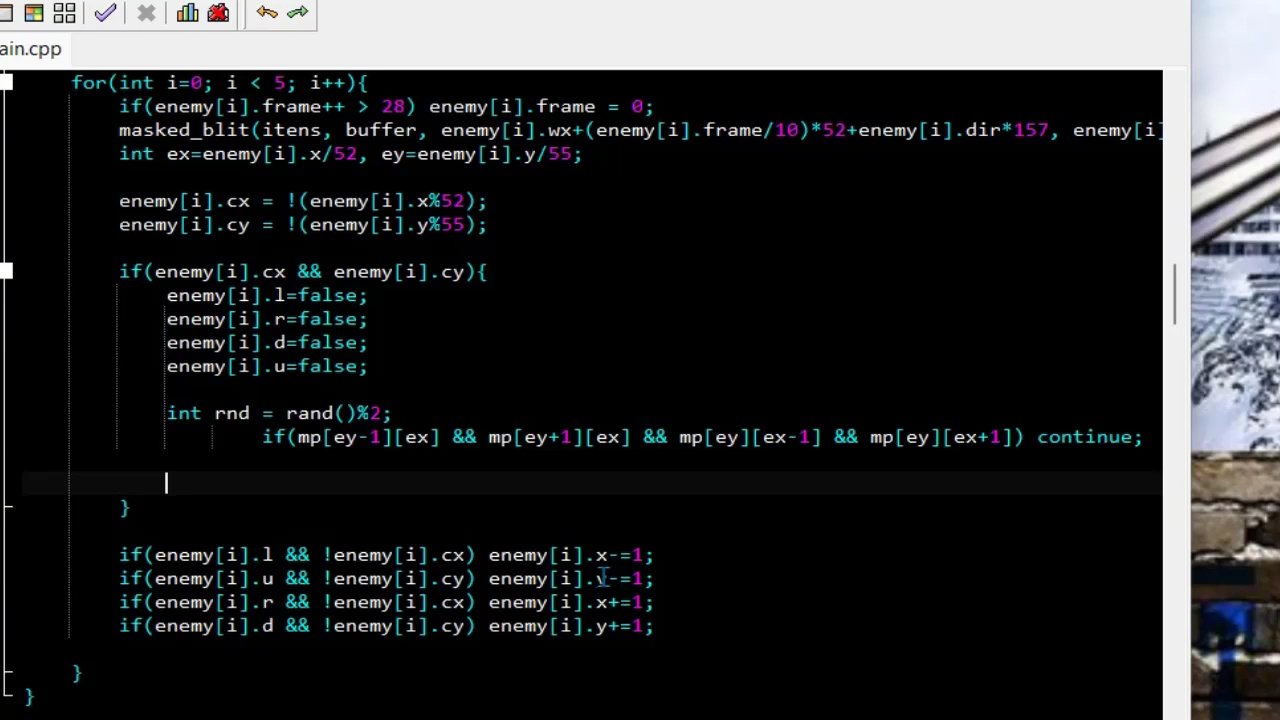 ain.cpp
for(int i=0; i < 5; i++){
if(enemy[i].frame++ > 28) enemy[i].frame = 0;
masked_blit(itens, buffer, enemy[i].wx+(enemy[i].frame/10)*52+enemy[i].dir*157, enemy[i]
int ex=enemy[i].x/52, ey=enemy[i].y/55;
enemy[i].cx = !(enemy[i].x%52);
enemy[i].cy = !(enemy[i].y%55);
if(enemy[i].cx && enemy[i].cy){
enemy[i].l=false;
enemy[i].r=false;
enemy[i].d=false;
enemy[i].u=false;
int rnd = rand()%2;
if(mp[ey-1][ex] && mp[ey+1][ex] && mp[ey][ex-1] && mp[ey][ex+1]) continue;
}
if(enemy[i].l && !enemy[i].cx) enemy[i].x-=1;
if(enemy[i].u && !enemy[i].cy) enemy[i].y-=1;
if(enemy[i].r && !enemy[i].cx) enemy[i].x+=1;
if(enemy[i].d && !enemy[i].cy) enemy[i].y+=1;
}
}